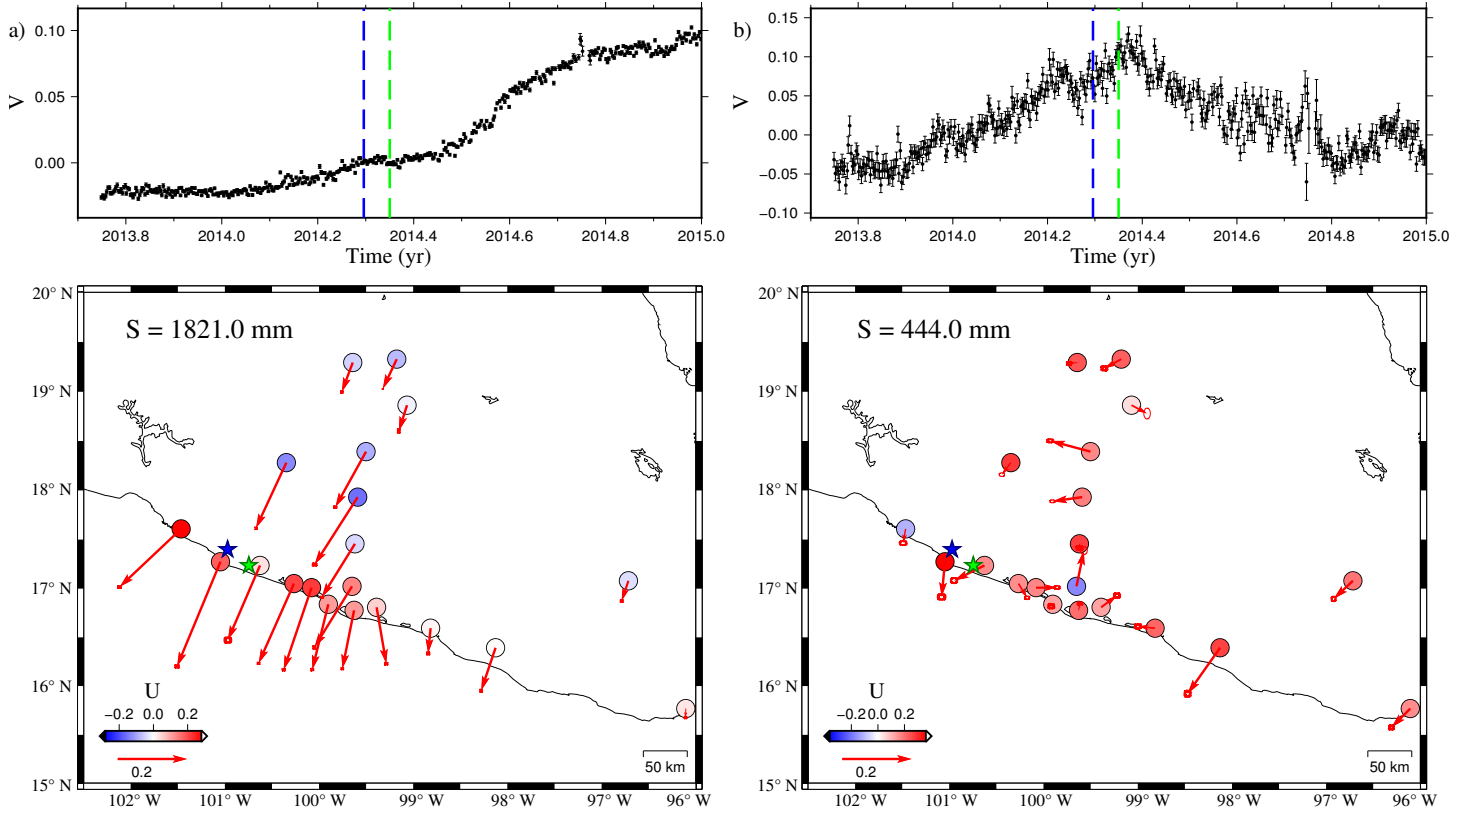 a)
0.10
0.05
0.00
V
2013.8 2014.0 2014.2 2014.4 2014.6 2014.8 2015.0
Time (yr)
b)
0.15
0.10
0.05
0.00
−0.05
−0.10
V
2013.8 2014.0 2014.2 2014.4 2014.6 2014.8 2015.0
Time (yr)
20° N
S = 1821.0 mm
19° N
18° N
17° N
16° N
15° N
U
−0.2 0.0 0.2
0.2
50 km
102° W 101° W 100° W 99° W 98° W 97° W 96° W
20° N
S = 444.0 mm
19° N
18° N
17° N
16° N
15° N
U
−0.2 0.0 0.2
0.2
50 km
102° W 101° W 100° W 99° W 98° W 97° W 96° W